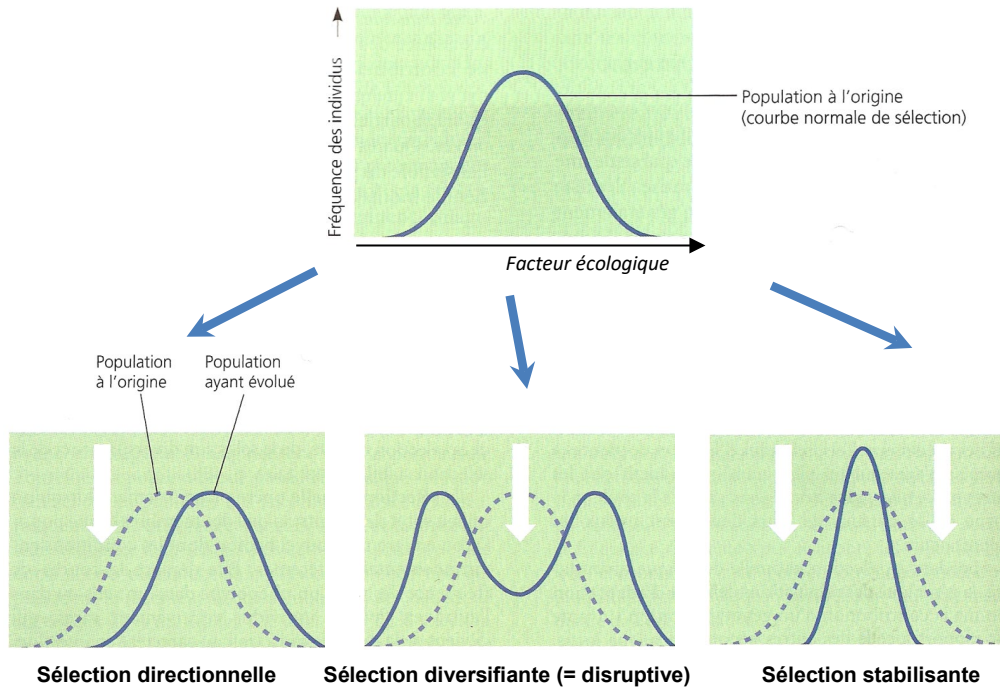 Fréquence des individus
Population à l'origine
(courbe normale de sélection)
Facteur écologique
Population
à l'origine
Population
ayant évolué
Sélection directionnelle
Sélection diversifiante (= disruptive)
Sélection stabilisante